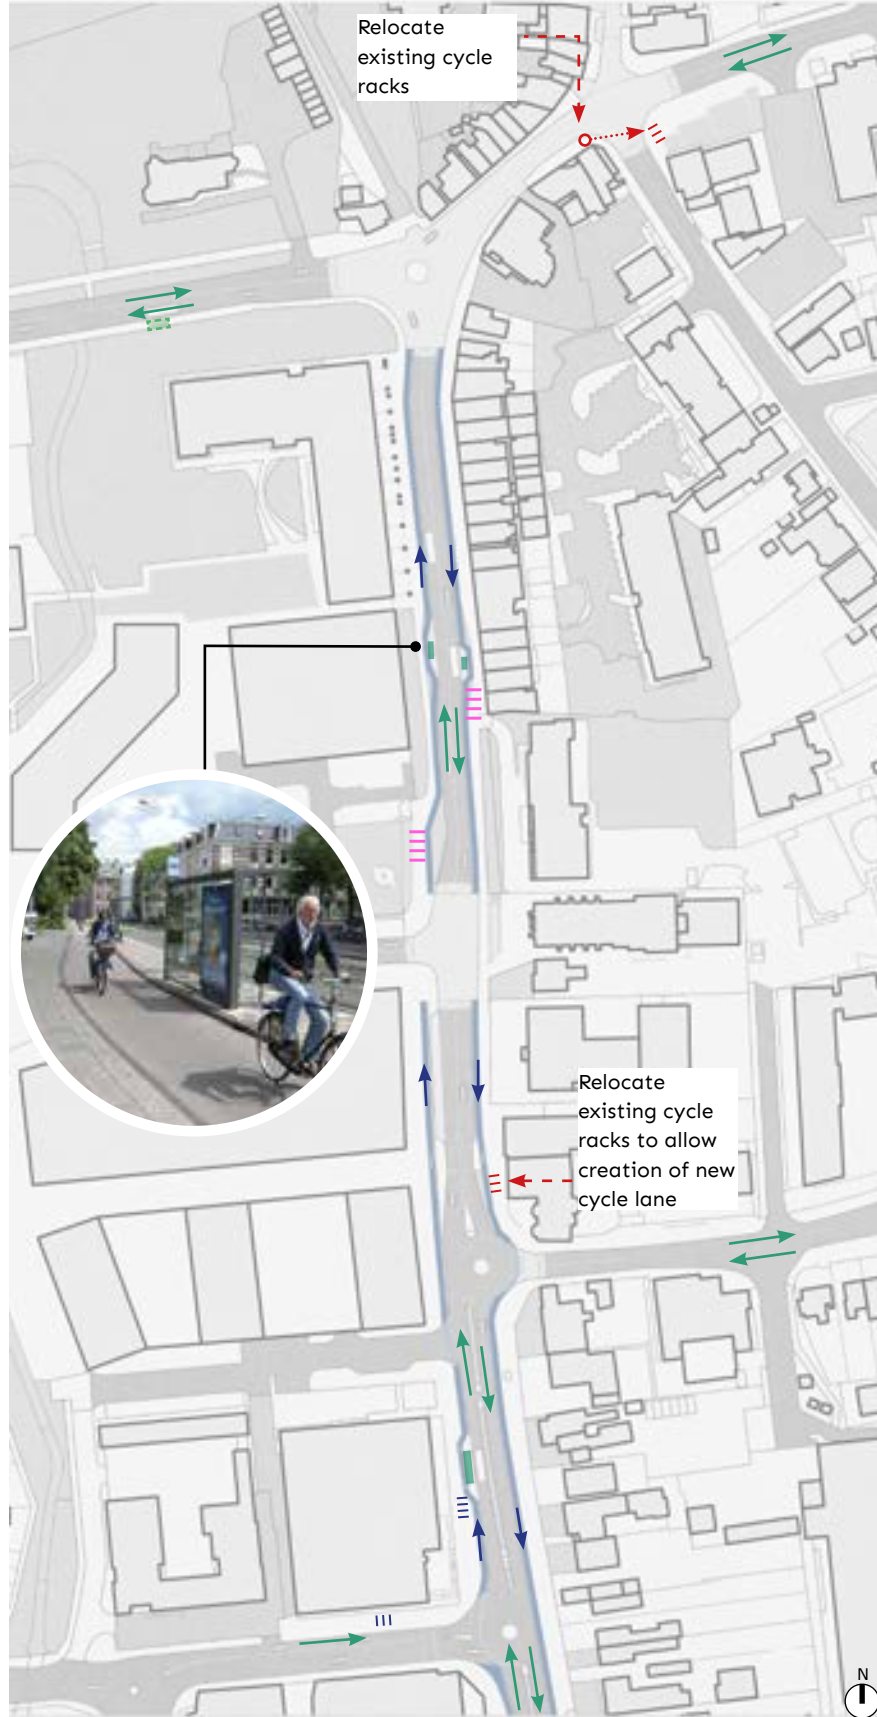 Relocate
existing cycle
racks
Relocate
existing cycle
racks to allow
creation of new
cycle lane
N